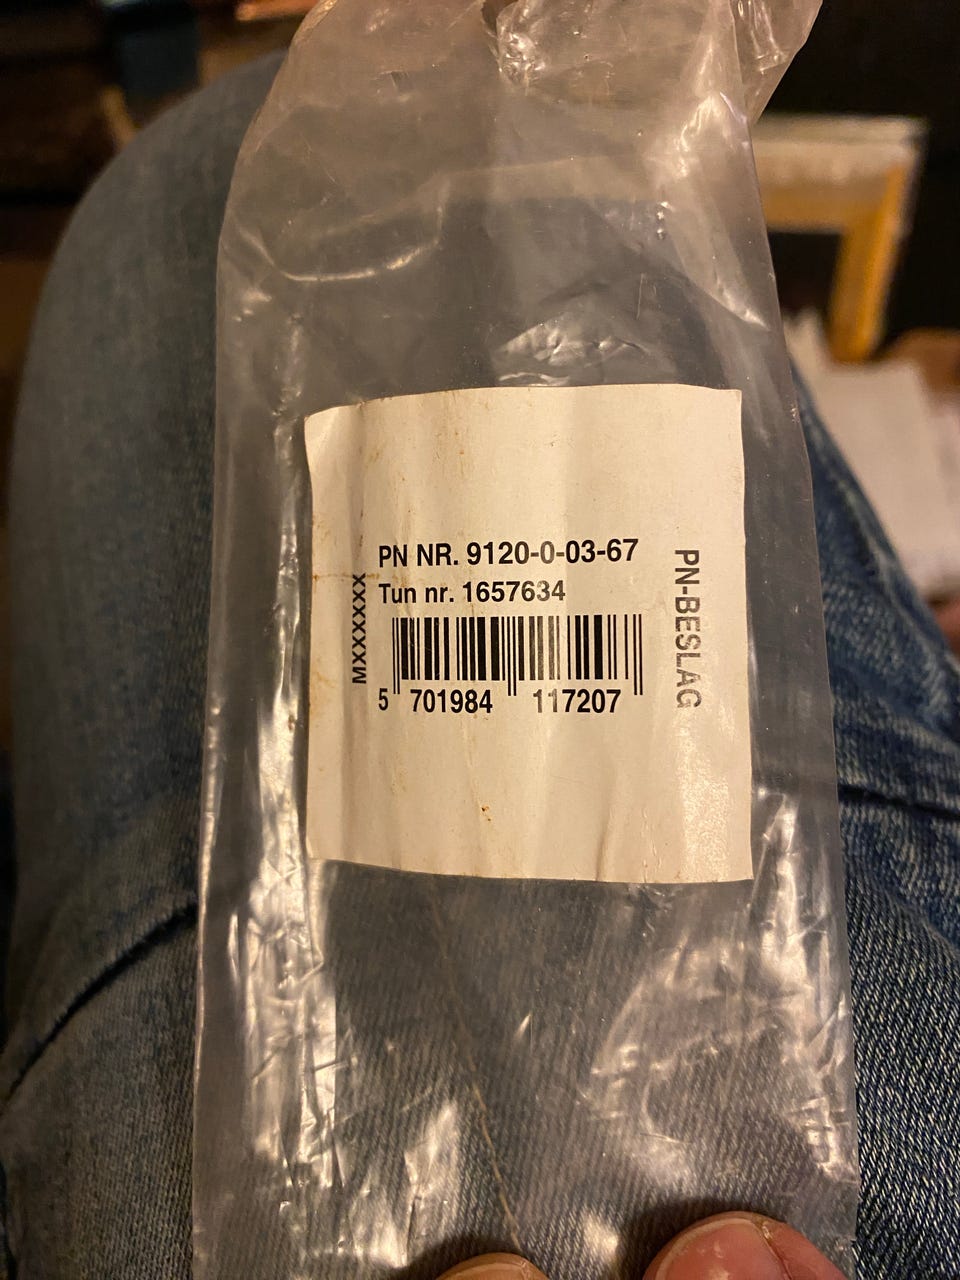 PN NR. 9120-0-03-67
Tun nr. 1657634
MXXXXXX
5 701984 117207
PN-BESLAG